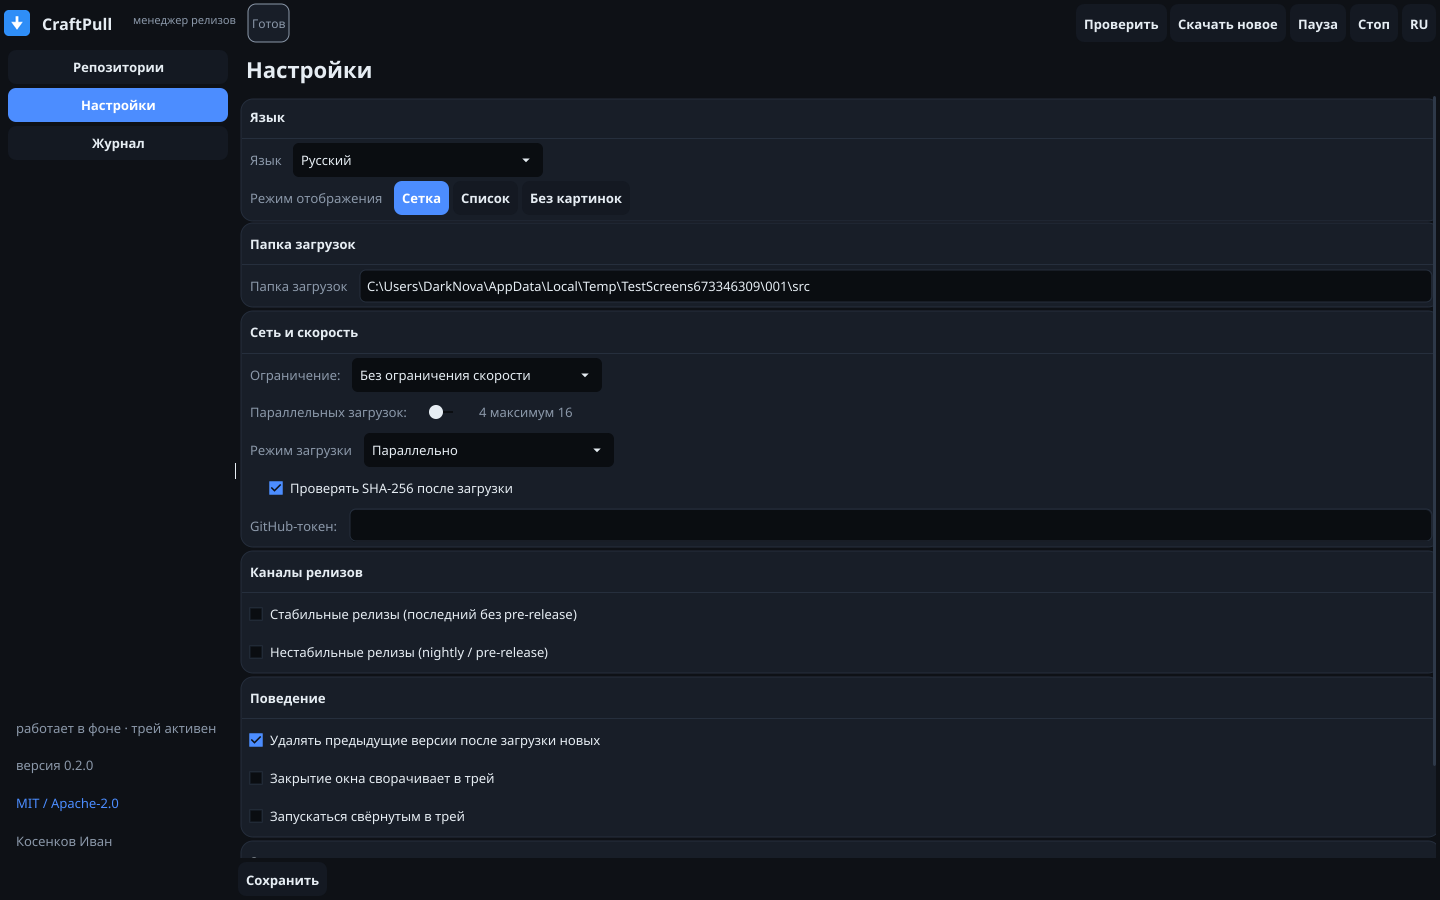 CraftPull менеджер релизов Готов Проверить Скачать новое Пауза Стоп RU
Репозитории
Настройки
Журнал
работает в фоне · трей активен
версия 0.2.0
MIT / Apache-2.0
Косенков Иван
Настройки
Язык
Язык Русский
Режим отображения Сетка Список Без картинок
Папка загрузок
Папка загрузок C:\Users\DarkNova\AppData\Local\Temp\TestScreens673346309\001\src
Сеть и скорость
Ограничение: Без ограничения скорости
Параллельных загрузок: 4 максимум 16
Режим загрузки Параллельно
Проверять SHA-256 после загрузки
GitHub-токен:
Каналы релизов
Стабильные релизы (последний без pre-release)
Нестабильные релизы (nightly / pre-release)
Поведение
Удалять предыдущие версии после загрузки новых
Закрытие окна сворачивает в трей
Запускаться свёрнутым в трей
Сохранить